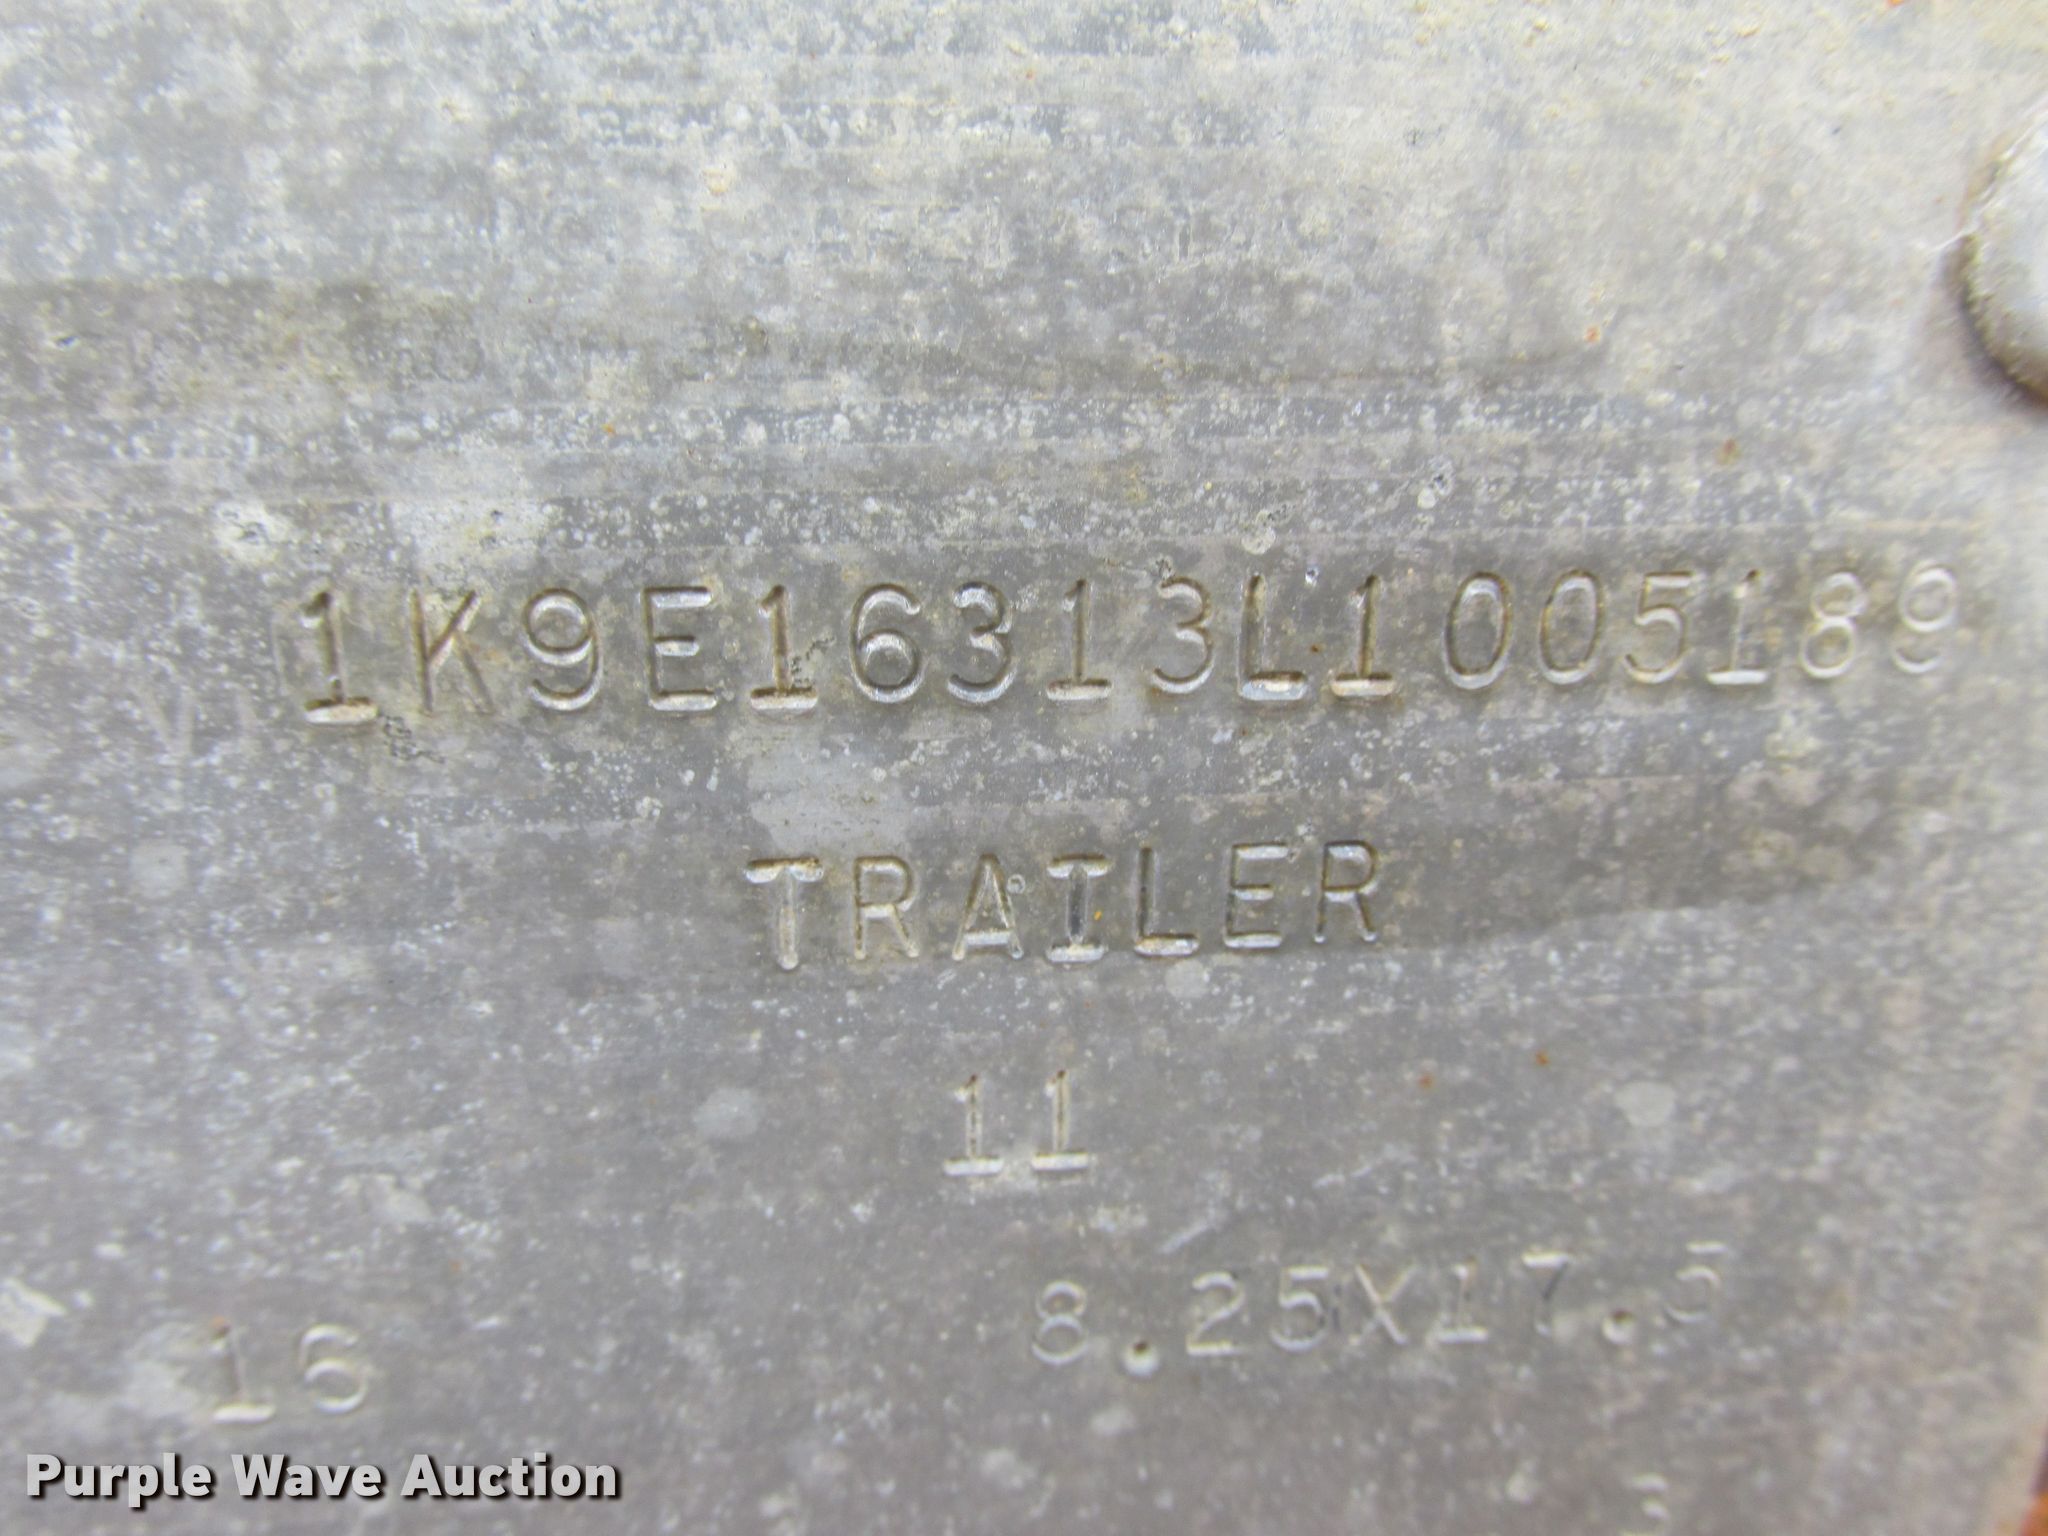 1K9E16313L1005189
TRAILER
11
8.25X17.5
16
Purple Wave Auction